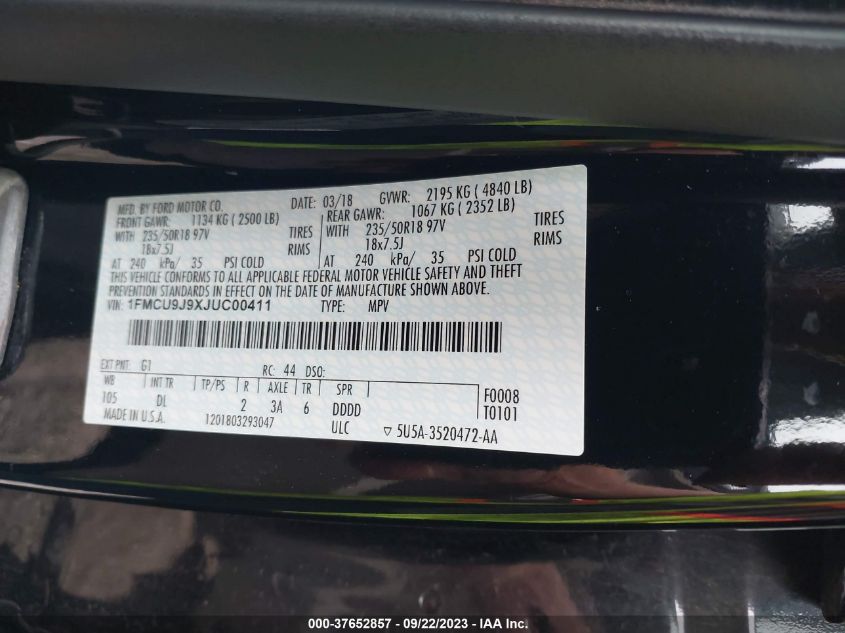 MFD. BY FORD MOTOR CO. DATE: 03/18 GVWR: 2195 KG ( 4840 LB)
FRONT GAWR: 1134 KG ( 2500 LB) REAR GAWR: 1067 KG ( 2352 LB)
WITH 235/50R18 97V TIRES WITH 235/50R18 97V TIRES
18x7.5J RIMS 18x7.5J RIMS
AT 240 kPa/ 35 PSI COLD AT 240 kPa/ 35 PSI COLD
THIS VEHICLE CONFORMS TO ALL APPLICABLE FEDERAL MOTOR VEHICLE SAFETY AND THEFT
PREVENTION STANDARDS IN EFFECT ON THE DATE OF MANUFACTURE SHOWN ABOVE.
VIN: 1FMCU9J9XJUC00411 TYPE: MPV
EXT PNT: G1 RC: 44 DSO:
WB INT TR TP/PS R AXLE TR SPR F0008
105 DL 2 3A 6 DDDD T0101
MADE IN U.S.A. 1201803293047 ULC ▽ 5U5A-3520472-AA
000-37652857 - 09/22/2023 - IAA Inc.